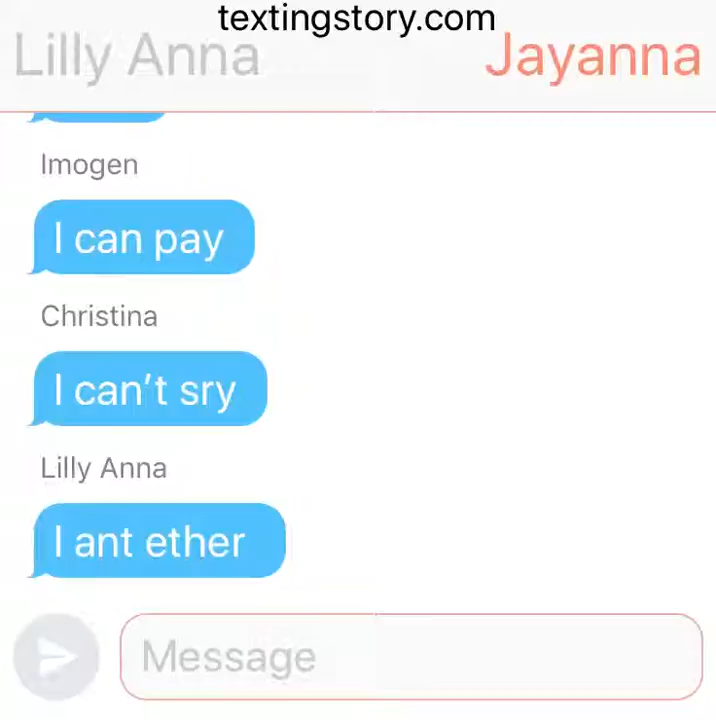 textingstory.com
Lilly Anna Jayanna
Imogen
I can pay
Christina
I can't sry
Lilly Anna
I ant ether
Message